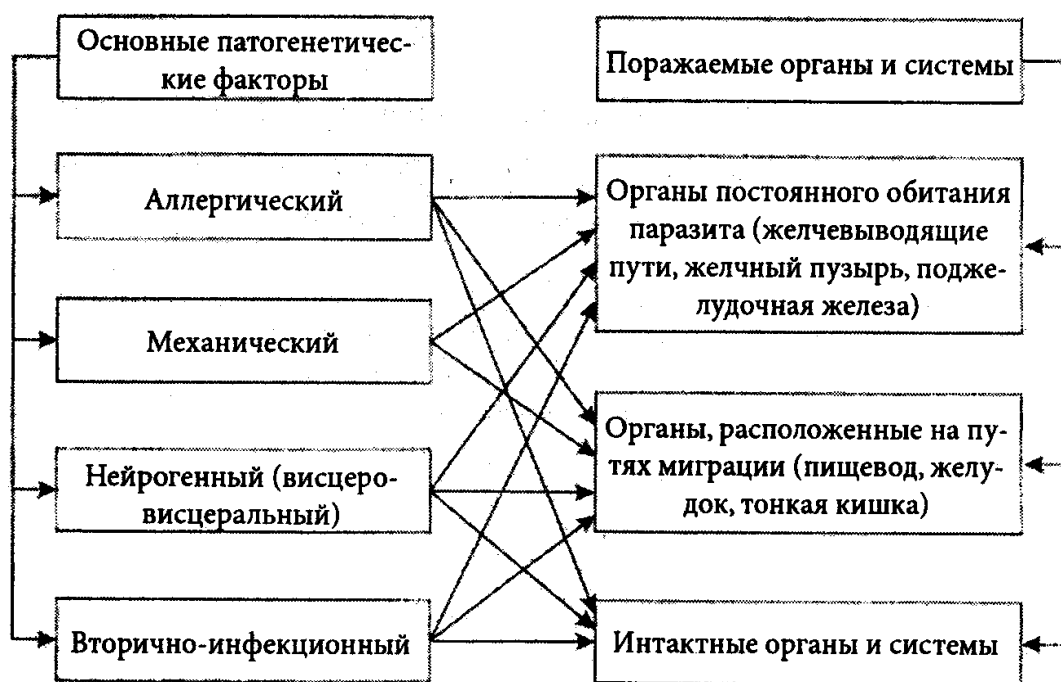 Основные патогенетичес-
кие факторы
Поражаемые органы и системы
Аллергический
Органы постоянного обитания
паразита (желчевыводящие
пути, желчный пузырь, подже-
лудочная железа)
Механический
Нейрогенный (висцеро-
висцеральный)
Органы, расположенные на пу-
тях миграции (пищевод, желу-
док, тонкая кишка)
Вторично-инфекционный
Интактные органы и системы